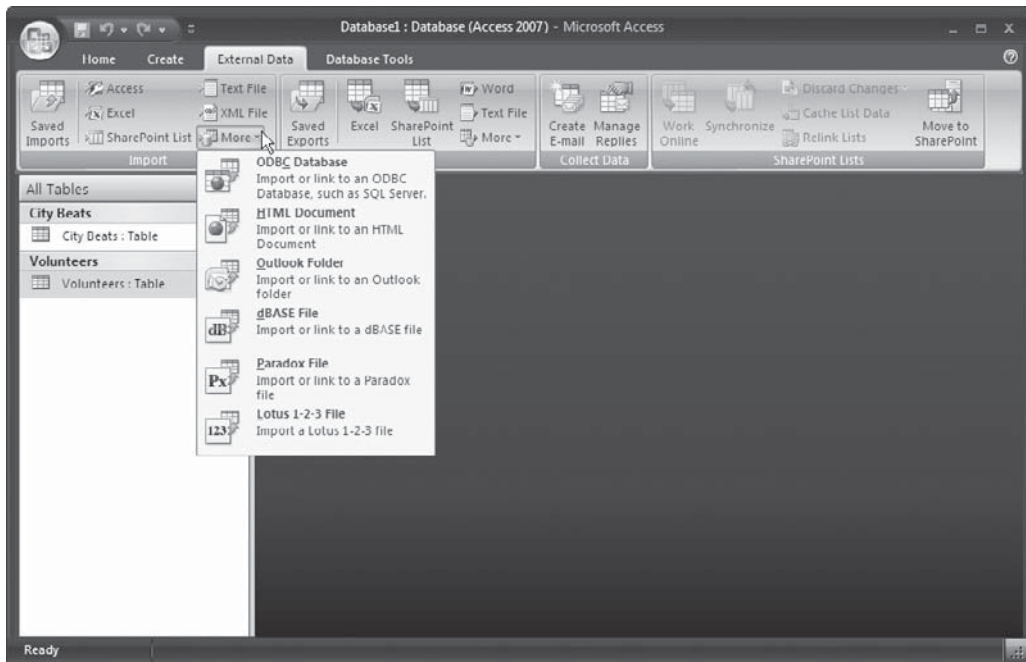 Database1 : Database (Access 2007) - Microsoft Access
Home Create External Data Database Tools
Saved Imports
Access
Excel
SharePoint List
Text File
XML File
More
Import
Saved Exports
Excel
SharePoint List
Word
Text File
More
Create E-mail
Manage Replies
Collect Data
Work Online
Synchronize
Discard Changes
Cache List Data
Relink Lists
Move to SharePoint
SharePoint Lists
All Tables
City Beats
City Beats : Table
Volunteers
Volunteers : Table
ODBC Database
Import or link to an ODBC
Database, such as SQL Server.
HTML Document
Import or link to an HTML
Document
Outlook Folder
Import or link to an Outlook
folder
dBASE File
Import or link to a dBASE file
dB
Paradox File
Import or link to a Paradox
file
Px
Lotus 1-2-3 File
Import a Lotus 1-2-3 file
123
Ready